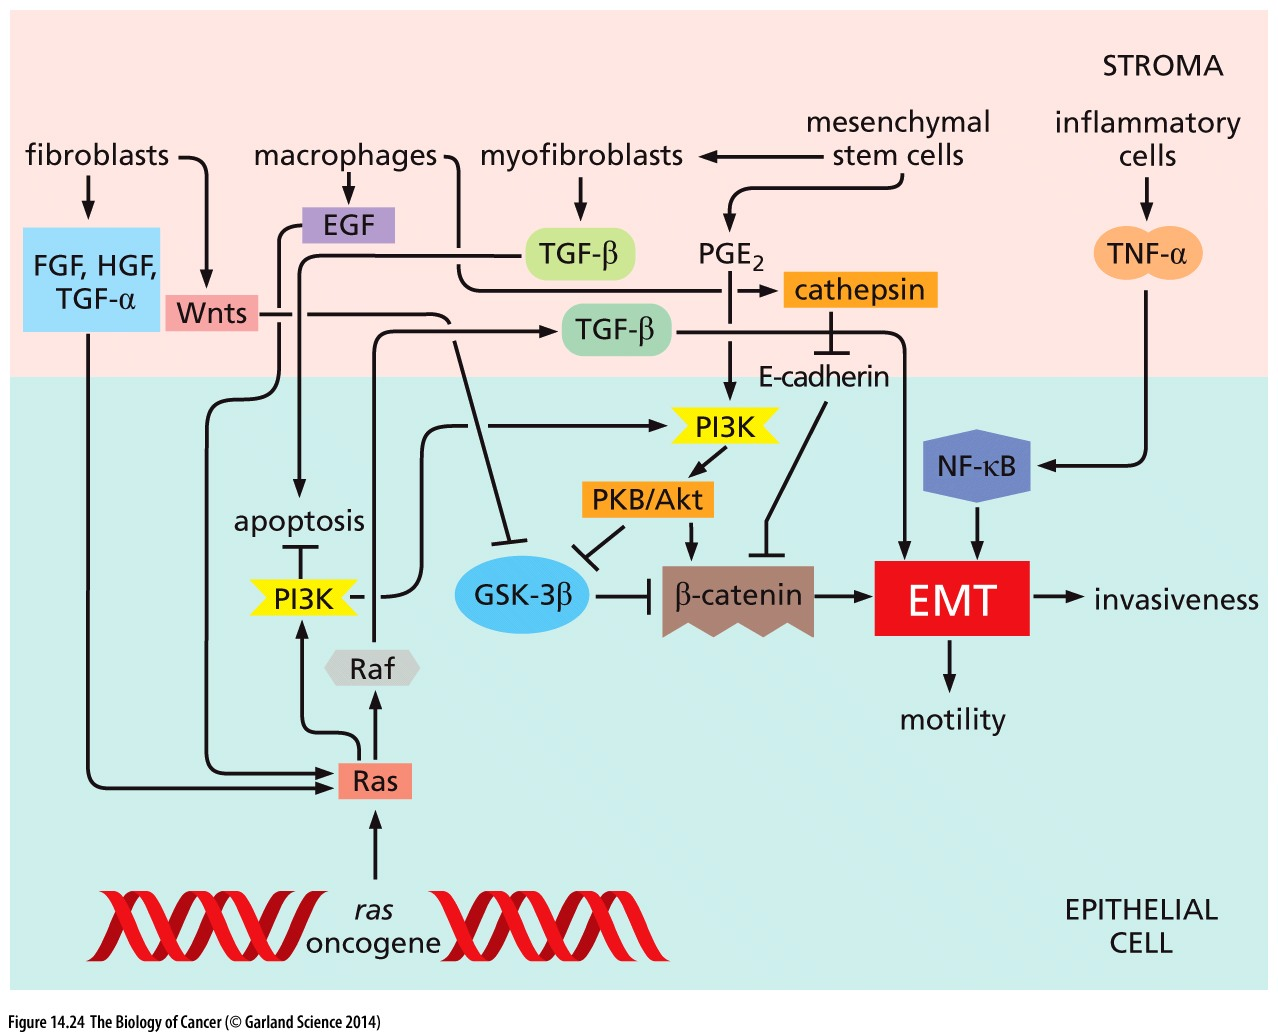 STROMA
mesenchymal
stem cells
inflammatory
cells
fibroblasts
macrophages
myofibroblasts
EGF
FGF, HGF,
TGF-α
TGF-β
PGE₂
TNF-α
Wnts
cathepsin
TGF-β
E-cadherin
PI3K
NF-κB
PKB/Akt
apoptosis
PI3K
GSK-3β
β-catenin
EMT
invasiveness
Raf
motility
Ras
ras
oncogene
EPITHELIAL
CELL
Figure 14.24 The Biology of Cancer (© Garland Science 2014)